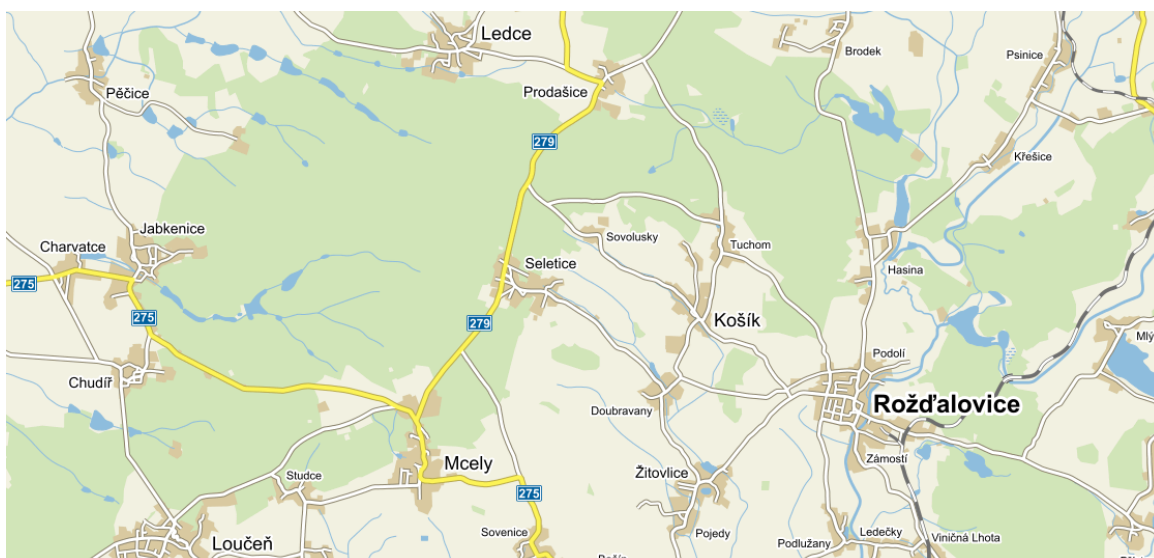 Ledce
Brodek
Psinice
Pěčice
Prodašice
279
Křešice
Jabkenice
Charvatce
Sovolusky
Tuchom
Seletice
Hasina
275
275
279
Košík
Podolí
Mlý
Chudíř
Doubravany
Rožďalovice
Mcely
Zámostí
Studce
Žitovlice
275
Sovenice
Pojedy
Podlužany
Ledečky
Viničná Lhota
Loučeň